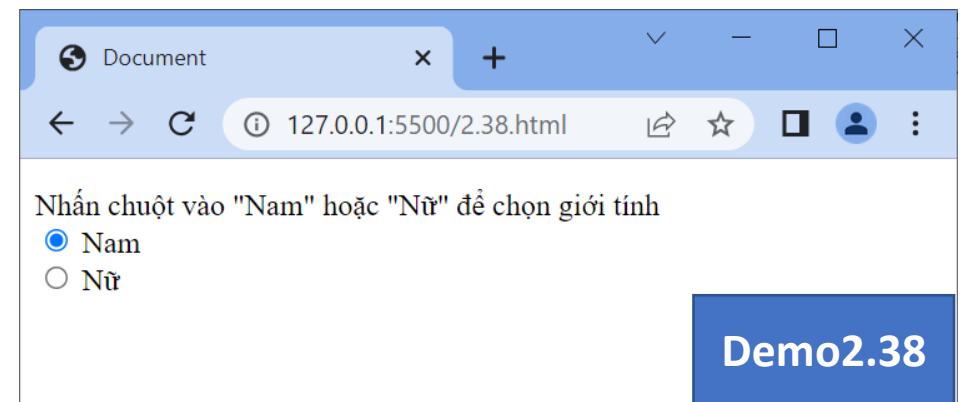 Document
127.0.0.1:5500/2.38.html
Nhấn chuột vào "Nam" hoặc "Nữ" để chọn giới tính
Nam
Nữ
Demo2.38